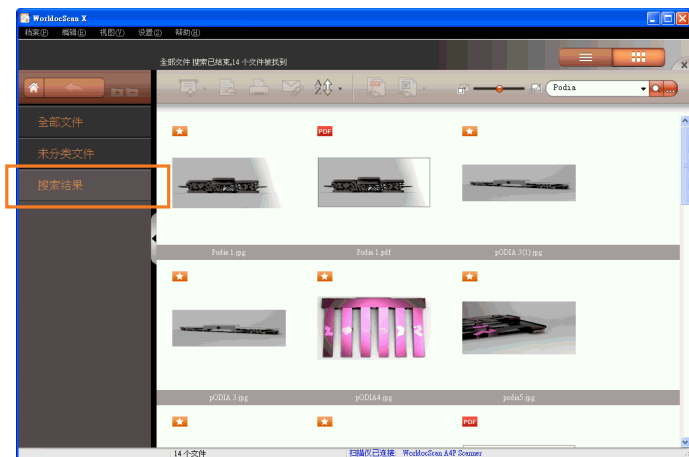 WorldocScan X
档案(F) 编辑(E) 视图(V) 设置(S) 帮助(H)
全部文件 搜索已结束,14 个文件被找到
Podia
全部文件
未分类文件
搜索结果
PDF
Podia 1.jpg Podia 1.pdf pODIA 3(1).jpg
pODIA 3.jpg pODIA4.jpg podia5.jpg
PDF
14 个文件 扫描仪已连接: WorldocScan A4P Scanner